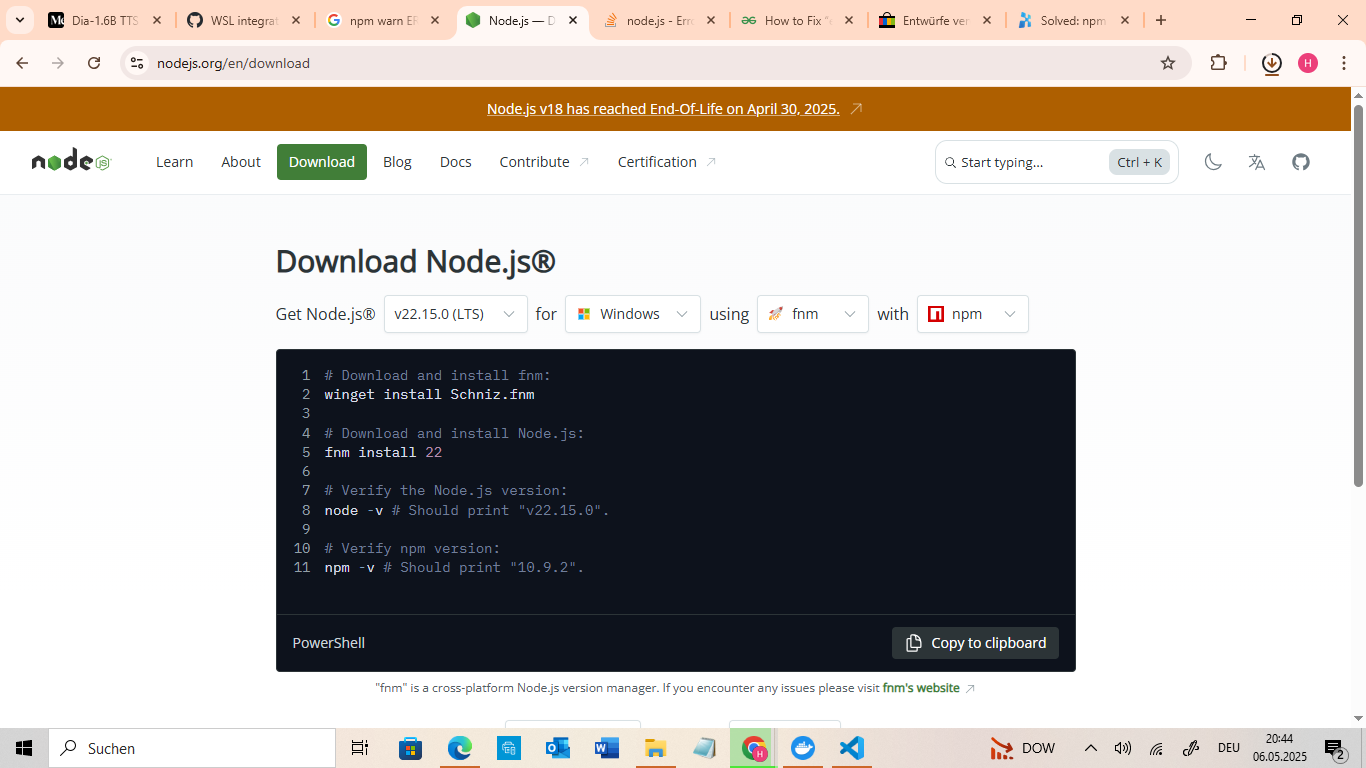 Dia-1.6B TTS
WSL integrat
npm warn EF
Node.js — D
node.js - Erro
How to Fix "e
Entwürfe ver
Solved: npm
nodejs.org/en/download
Node.js v18 has reached End-Of-Life on April 30, 2025.
node
Learn
About
Download
Blog
Docs
Contribute
Certification
Start typing...
Ctrl + K
Download Node.js®
Get Node.js® v22.15.0 (LTS) for Windows using fnm with npm
1 # Download and install fnm:
2 winget install Schniz.fnm
3
4 # Download and install Node.js:
5 fnm install 22
6
7 # Verify the Node.js version:
8 node -v # Should print "v22.15.0".
9
10 # Verify npm version:
11 npm -v # Should print "10.9.2".
PowerShell
Copy to clipboard
"fnm" is a cross-platform Node.js version manager. If you encounter any issues please visit fnm's website
Suchen
DOW
DEU
20:44
06.05.2025
2